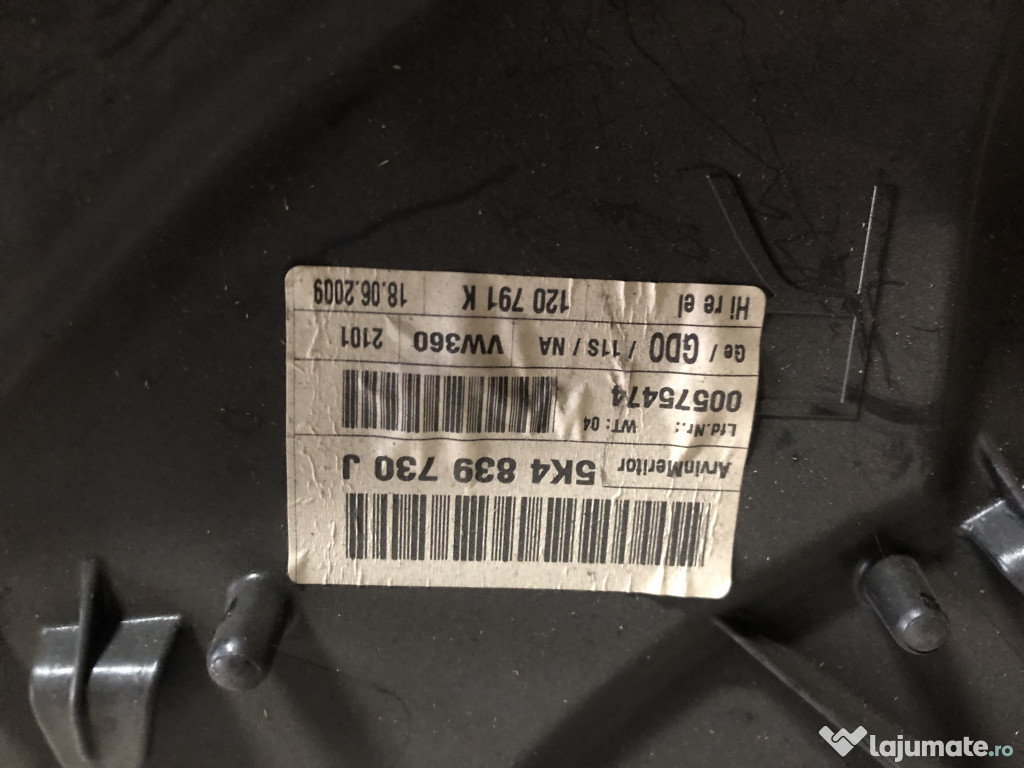 ArvinMeritor 5K4 839 730 J
Lfd.Nr.: WT: 04
00575474
Ge / GDO / 11S / NA VW360 2101
Hi re el 120 791 K 18.06.2009
lajumate.ro